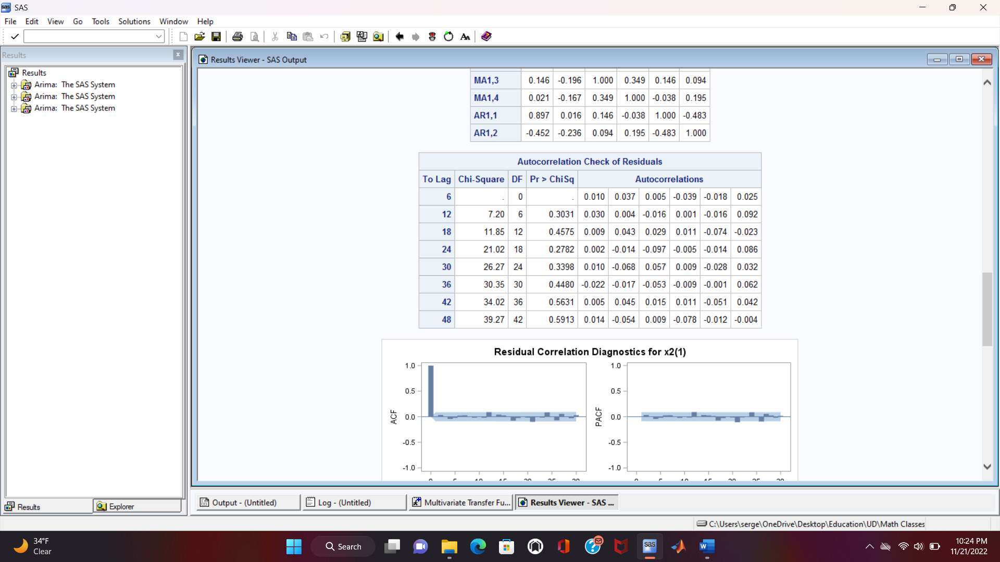 SAS
File Edit View Go Tools Solutions Window Help
Results
Results
Arima: The SAS System
Arima: The SAS System
Arima: The SAS System
Results Explorer
Results Viewer - SAS Output
MA1,3 0.146 -0.196 1.000 0.349 0.146 0.094
MA1,4 0.021 -0.167 0.349 1.000 -0.038 0.195
AR1,1 0.897 0.016 0.146 -0.038 1.000 -0.483
AR1,2 -0.452 -0.236 0.094 0.195 -0.483 1.000
Autocorrelation Check of Residuals
To Lag Chi-Square DF Pr > ChiSq Autocorrelations
6 . 0 . 0.010 0.037 0.005 -0.039 -0.018 0.025
12 7.20 6 0.3031 0.030 0.004 -0.016 0.001 -0.016 0.092
18 11.85 12 0.4575 0.009 0.043 0.029 0.011 -0.074 -0.023
24 21.02 18 0.2782 0.002 -0.014 -0.097 -0.005 -0.014 0.086
30 26.27 24 0.3398 0.010 -0.068 0.057 0.009 -0.028 0.032
36 30.35 30 0.4480 -0.022 -0.017 -0.053 -0.009 -0.001 0.062
42 34.02 36 0.5631 0.005 0.045 0.015 0.011 -0.051 0.042
48 39.27 42 0.5913 0.014 -0.054 0.009 -0.078 -0.012 -0.004
Residual Correlation Diagnostics for x2(1)
1.0 1.0
0.5 0.5
ACF 0.0 PACF 0.0
-0.5 -0.5
-1.0 -1.0
Output - (Untitled) Log - (Untitled) Multivariate Transfer Fu... Results Viewer - SAS ...
C:\Users\serge\OneDrive\Desktop\Education\UD\Math Classes
34°F
Clear
Search
sas
10:24 PM
11/21/2022